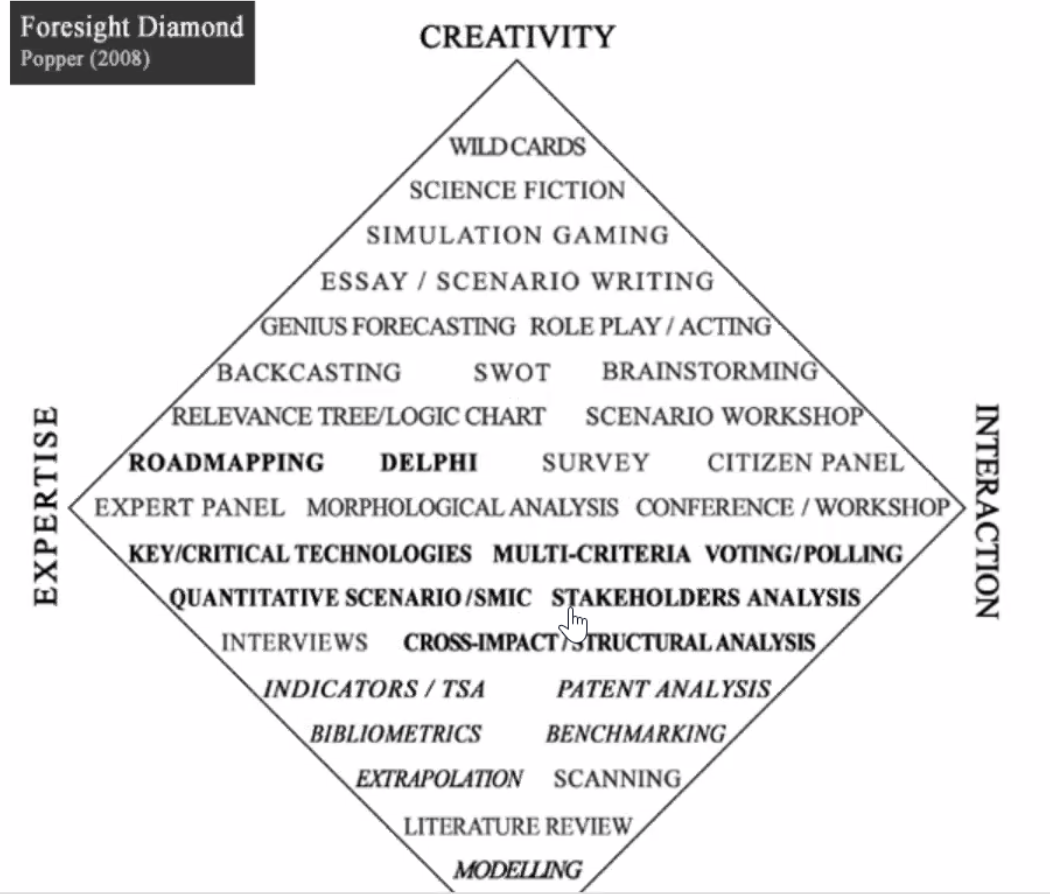 Foresight Diamond
Popper (2008)
CREATIVITY
WILD CARDS
SCIENCE FICTION
SIMULATION GAMING
ESSAY / SCENARIO WRITING
GENIUS FORECASTING ROLE PLAY / ACTING
BACKCASTING SWOT BRAINSTORMING
RELEVANCE TREE/LOGIC CHART SCENARIO WORKSHOP
EXPERTISE
INTERACTION
ROADMAPPING DELPHI SURVEY CITIZEN PANEL
EXPERT PANEL MORPHOLOGICAL ANALYSIS CONFERENCE / WORKSHOP
KEY/CRITICAL TECHNOLOGIES MULTI-CRITERIA VOTING/POLLING
QUANTITATIVE SCENARIO/SMIC STAKEHOLDERS ANALYSIS
INTERVIEWS CROSS-IMPACT/STRUCTURAL ANALYSIS
INDICATORS / TSA PATENT ANALYSIS
BIBLIOMETRICS BENCHMARKING
EXTRAPOLATION SCANNING
LITERATURE REVIEW
MODELLING